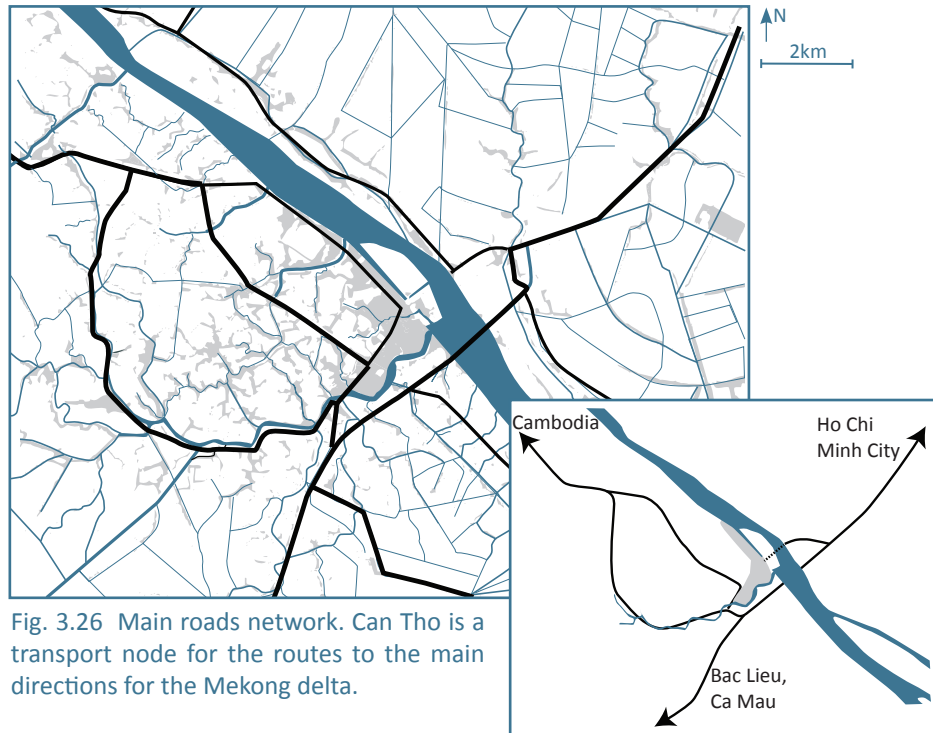 N
2km
Cambodia
Ho Chi
Minh City
Bac Lieu,
Ca Mau
Fig. 3.26 Main roads network. Can Tho is a
transport node for the routes to the main
directions for the Mekong delta.